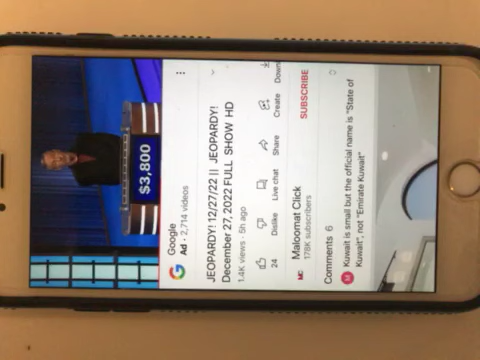 $3,800
Google
Ad · 2,714 videos
JEOPARDY! 12/27/22 || JEOPARDY!
December 27, 2022 FULL SHOW HD
1.4K views · 5h ago
24
Dislike
Live chat
Share
Create
Down
Maloomat Click
178K subscribers
SUBSCRIBE
Comments 6
Kuwait is small but the official name is "State of
Kuwait", not "Emirate Kuwait"